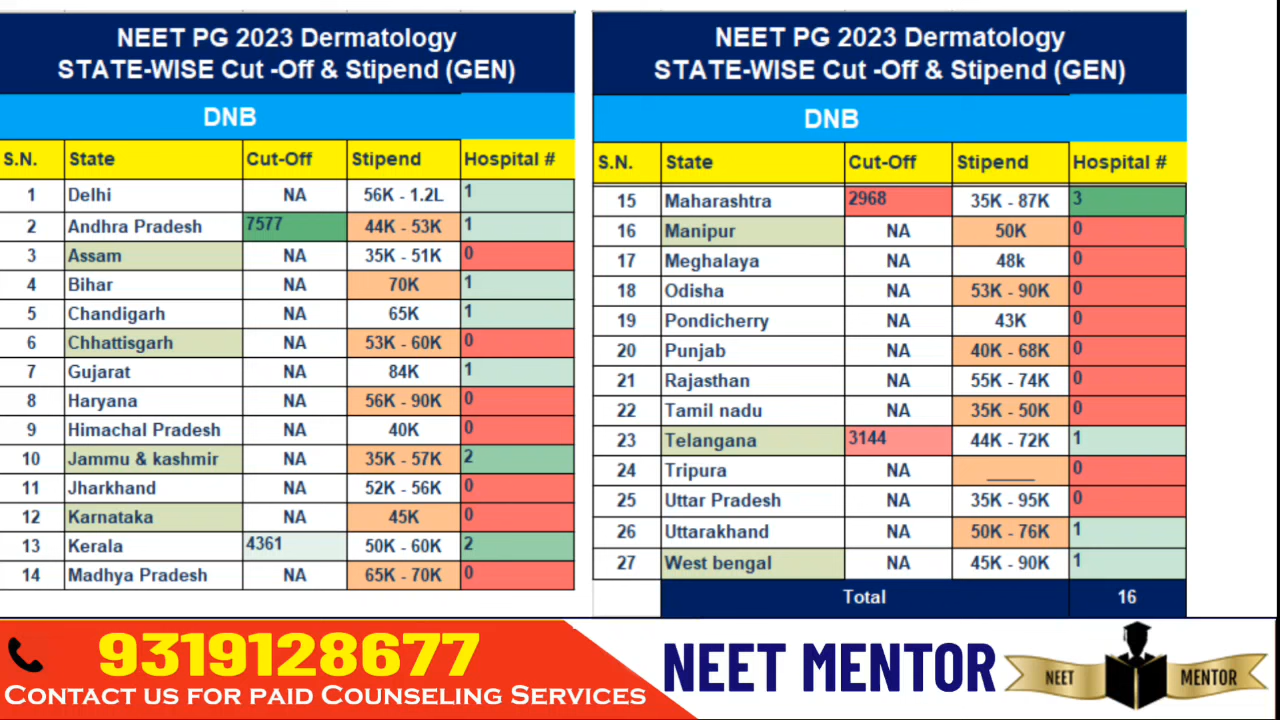 NEET PG 2023 Dermatology
STATE-WISE Cut -Off & Stipend (GEN)
DNB
S.N. State Cut-Off Stipend Hospital #
1 Delhi NA 56K - 1.2L 1
2 Andhra Pradesh 7577 44K - 53K 1
3 Assam NA 35K - 51K 0
4 Bihar NA 70K 1
5 Chandigarh NA 65K 1
6 Chhattisgarh NA 53K - 60K 0
7 Gujarat NA 84K 1
8 Haryana NA 56K - 90K 0
9 Himachal Pradesh NA 40K 0
10 Jammu & kashmir NA 35K - 57K 2
11 Jharkhand NA 52K - 56K 0
12 Karnataka NA 45K 0
13 Kerala 4361 50K - 60K 2
14 Madhya Pradesh NA 65K - 70K 0
NEET PG 2023 Dermatology
STATE-WISE Cut -Off & Stipend (GEN)
DNB
S.N. State Cut-Off Stipend Hospital #
15 Maharashtra 2968 35K - 87K 3
16 Manipur NA 50K 0
17 Meghalaya NA 48k 0
18 Odisha NA 53K - 90K 0
19 Pondicherry NA 43K 0
20 Punjab NA 40K - 68K 0
21 Rajasthan NA 55K - 74K 0
22 Tamil nadu NA 35K - 50K 0
23 Telangana 3144 44K - 72K 1
24 Tripura NA _____ 0
25 Uttar Pradesh NA 35K - 95K 0
26 Uttarakhand NA 50K - 76K 1
27 West bengal NA 45K - 90K 1
Total 16
9319128677
CONTACT US FOR PAID COUNSELING SERVICES
NEET MENTOR
NEET MENTOR